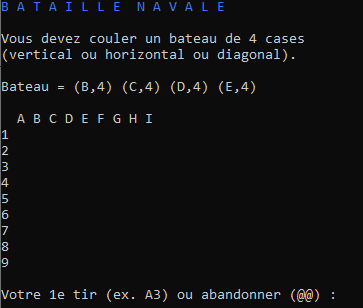 B A T A I L L E   N A V A L E
Vous devez couler un bateau de 4 cases
(vertical ou horizontal ou diagonal).
Bateau = (B,4) (C,4) (D,4) (E,4)
A B C D E F G H I
1
2
3
4
5
6
7
8
9
Votre 1e tir (ex. A3) ou abandonner (@@) :